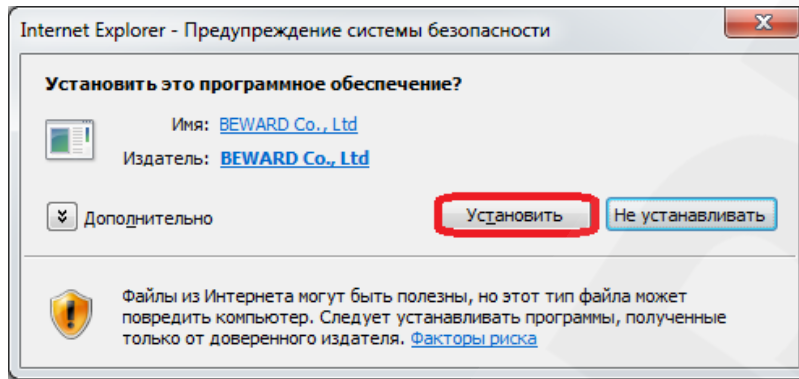 Internet Explorer - Предупреждение системы безопасности
Установить это программное обеспечение?
Имя: BEWARD Co., Ltd
Издатель: BEWARD Co., Ltd
Дополнительно
Установить
Не устанавливать
Файлы из Интернета могут быть полезны, но этот тип файла может
повредить компьютер. Следует устанавливать программы, полученные
только от доверенного издателя. Факторы риска